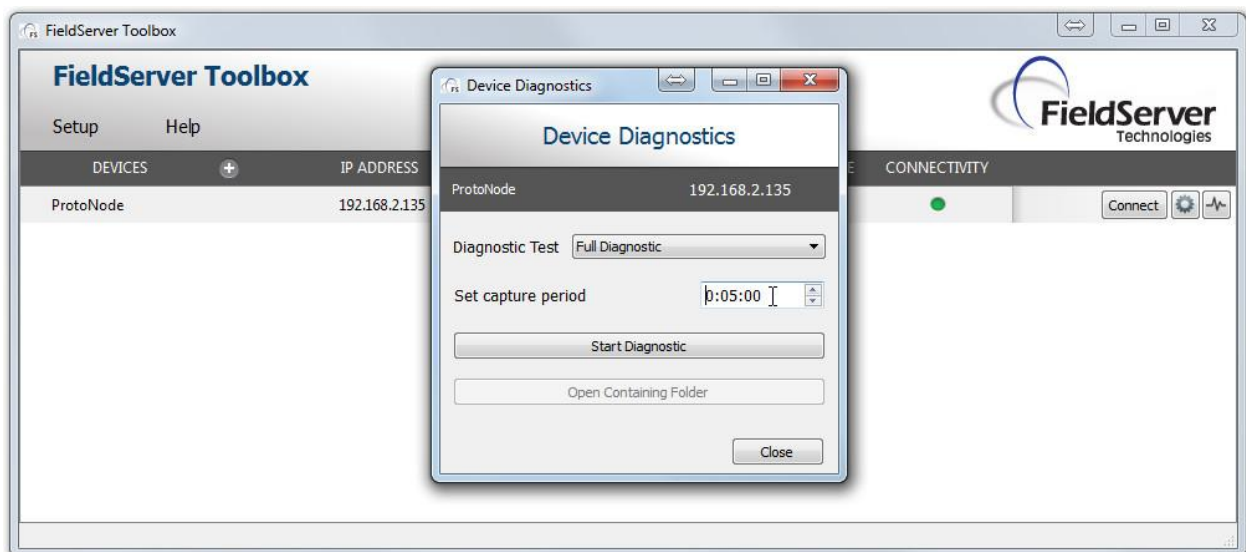 FieldServer Toolbox
FieldServer Toolbox
Setup Help
FieldServer
Technologies
DEVICES IP ADDRESS E CONNECTIVITY
ProtoNode 192.168.2.135 Connect
Device Diagnostics
Device Diagnostics
ProtoNode 192.168.2.135
Diagnostic Test Full Diagnostic
Set capture period 0:05:00
Start Diagnostic
Open Containing Folder
Close